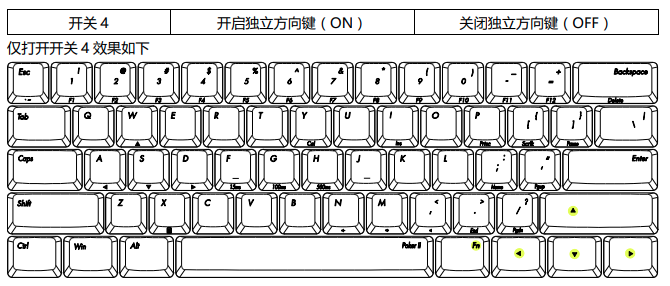 开关 4 开启独立方向键（ON） 关闭独立方向键（OFF）
仅打开开关 4 效果如下
Esc ! 1 @ 2 # 3 $ 4 % 5 ^ 6 & 7 * 8 ( 9 ) 0 _ - + = Backspace
F1 F2 F3 F4 F5 F6 F7 F8 F9 F10 F11 F12 Delete
Tab Q W E R T Y U I O P { [ } ] | \
Cal Ins Prtsc Scrlk Pause
Caps A S D F G H J K L : ; " ' Enter
15ms 100ms 300ms Home Pgup
Shift Z X C V B N M < , > . ? /
End Pgdn
Ctrl Win Alt Poker II Fn